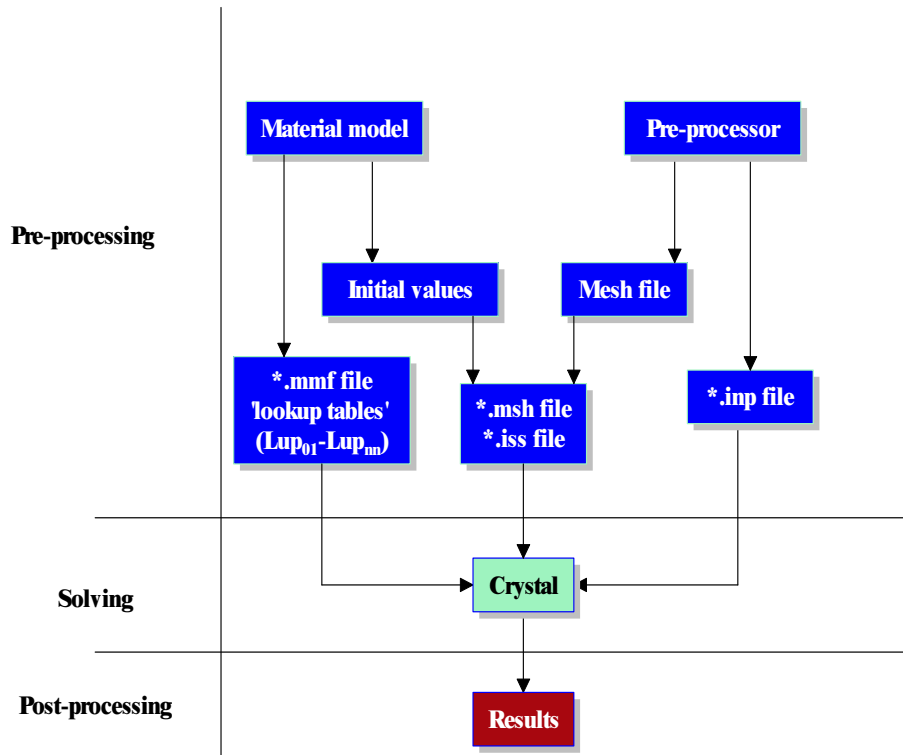 Material model
Pre-processor
Pre-processing
Initial values
Mesh file
*.mmf file
'lookup tables'
(Lup₀₁-Lupₙₙ)
*.msh file
*.iss file
*.inp file
Crystal
Solving
Post-processing
Results